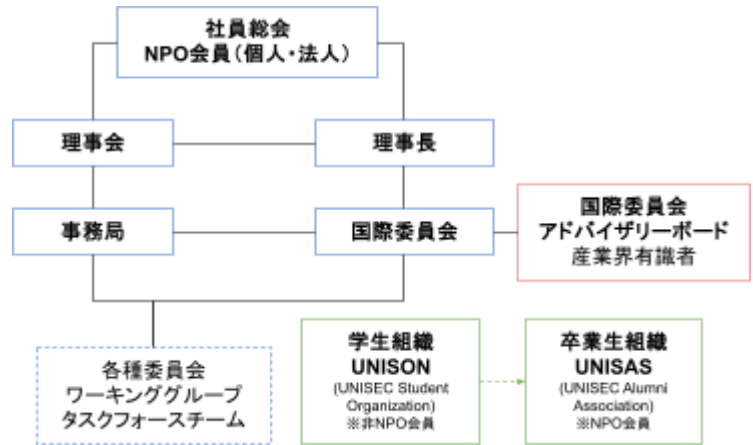 社員総会
NPO会員(個人・法人)
理事会
理事長
事務局
国際委員会
国際委員会
アドバイザリーボード
産業界有識者
各種委員会
ワーキンググループ
タスクフォースチーム
学生組織
UNISON
(UNISEC Student
Organization)
※非NPO会員
卒業生組織
UNISAS
(UNISEC Alumni
Association)
※NPO会員